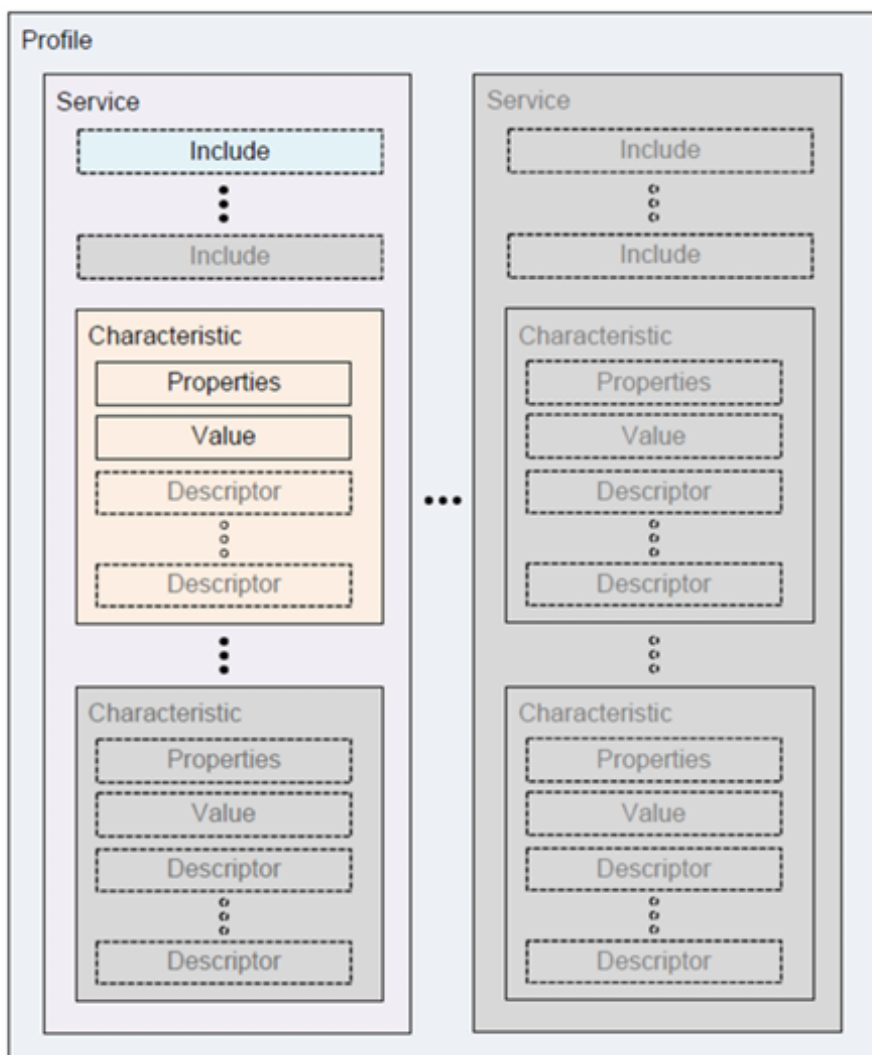 Profile
Service
Include
Include
Characteristic
Properties
Value
Descriptor
Descriptor
Characteristic
Properties
Value
Descriptor
Descriptor
Service
Include
Include
Characteristic
Properties
Value
Descriptor
Descriptor
Characteristic
Properties
Value
Descriptor
Descriptor